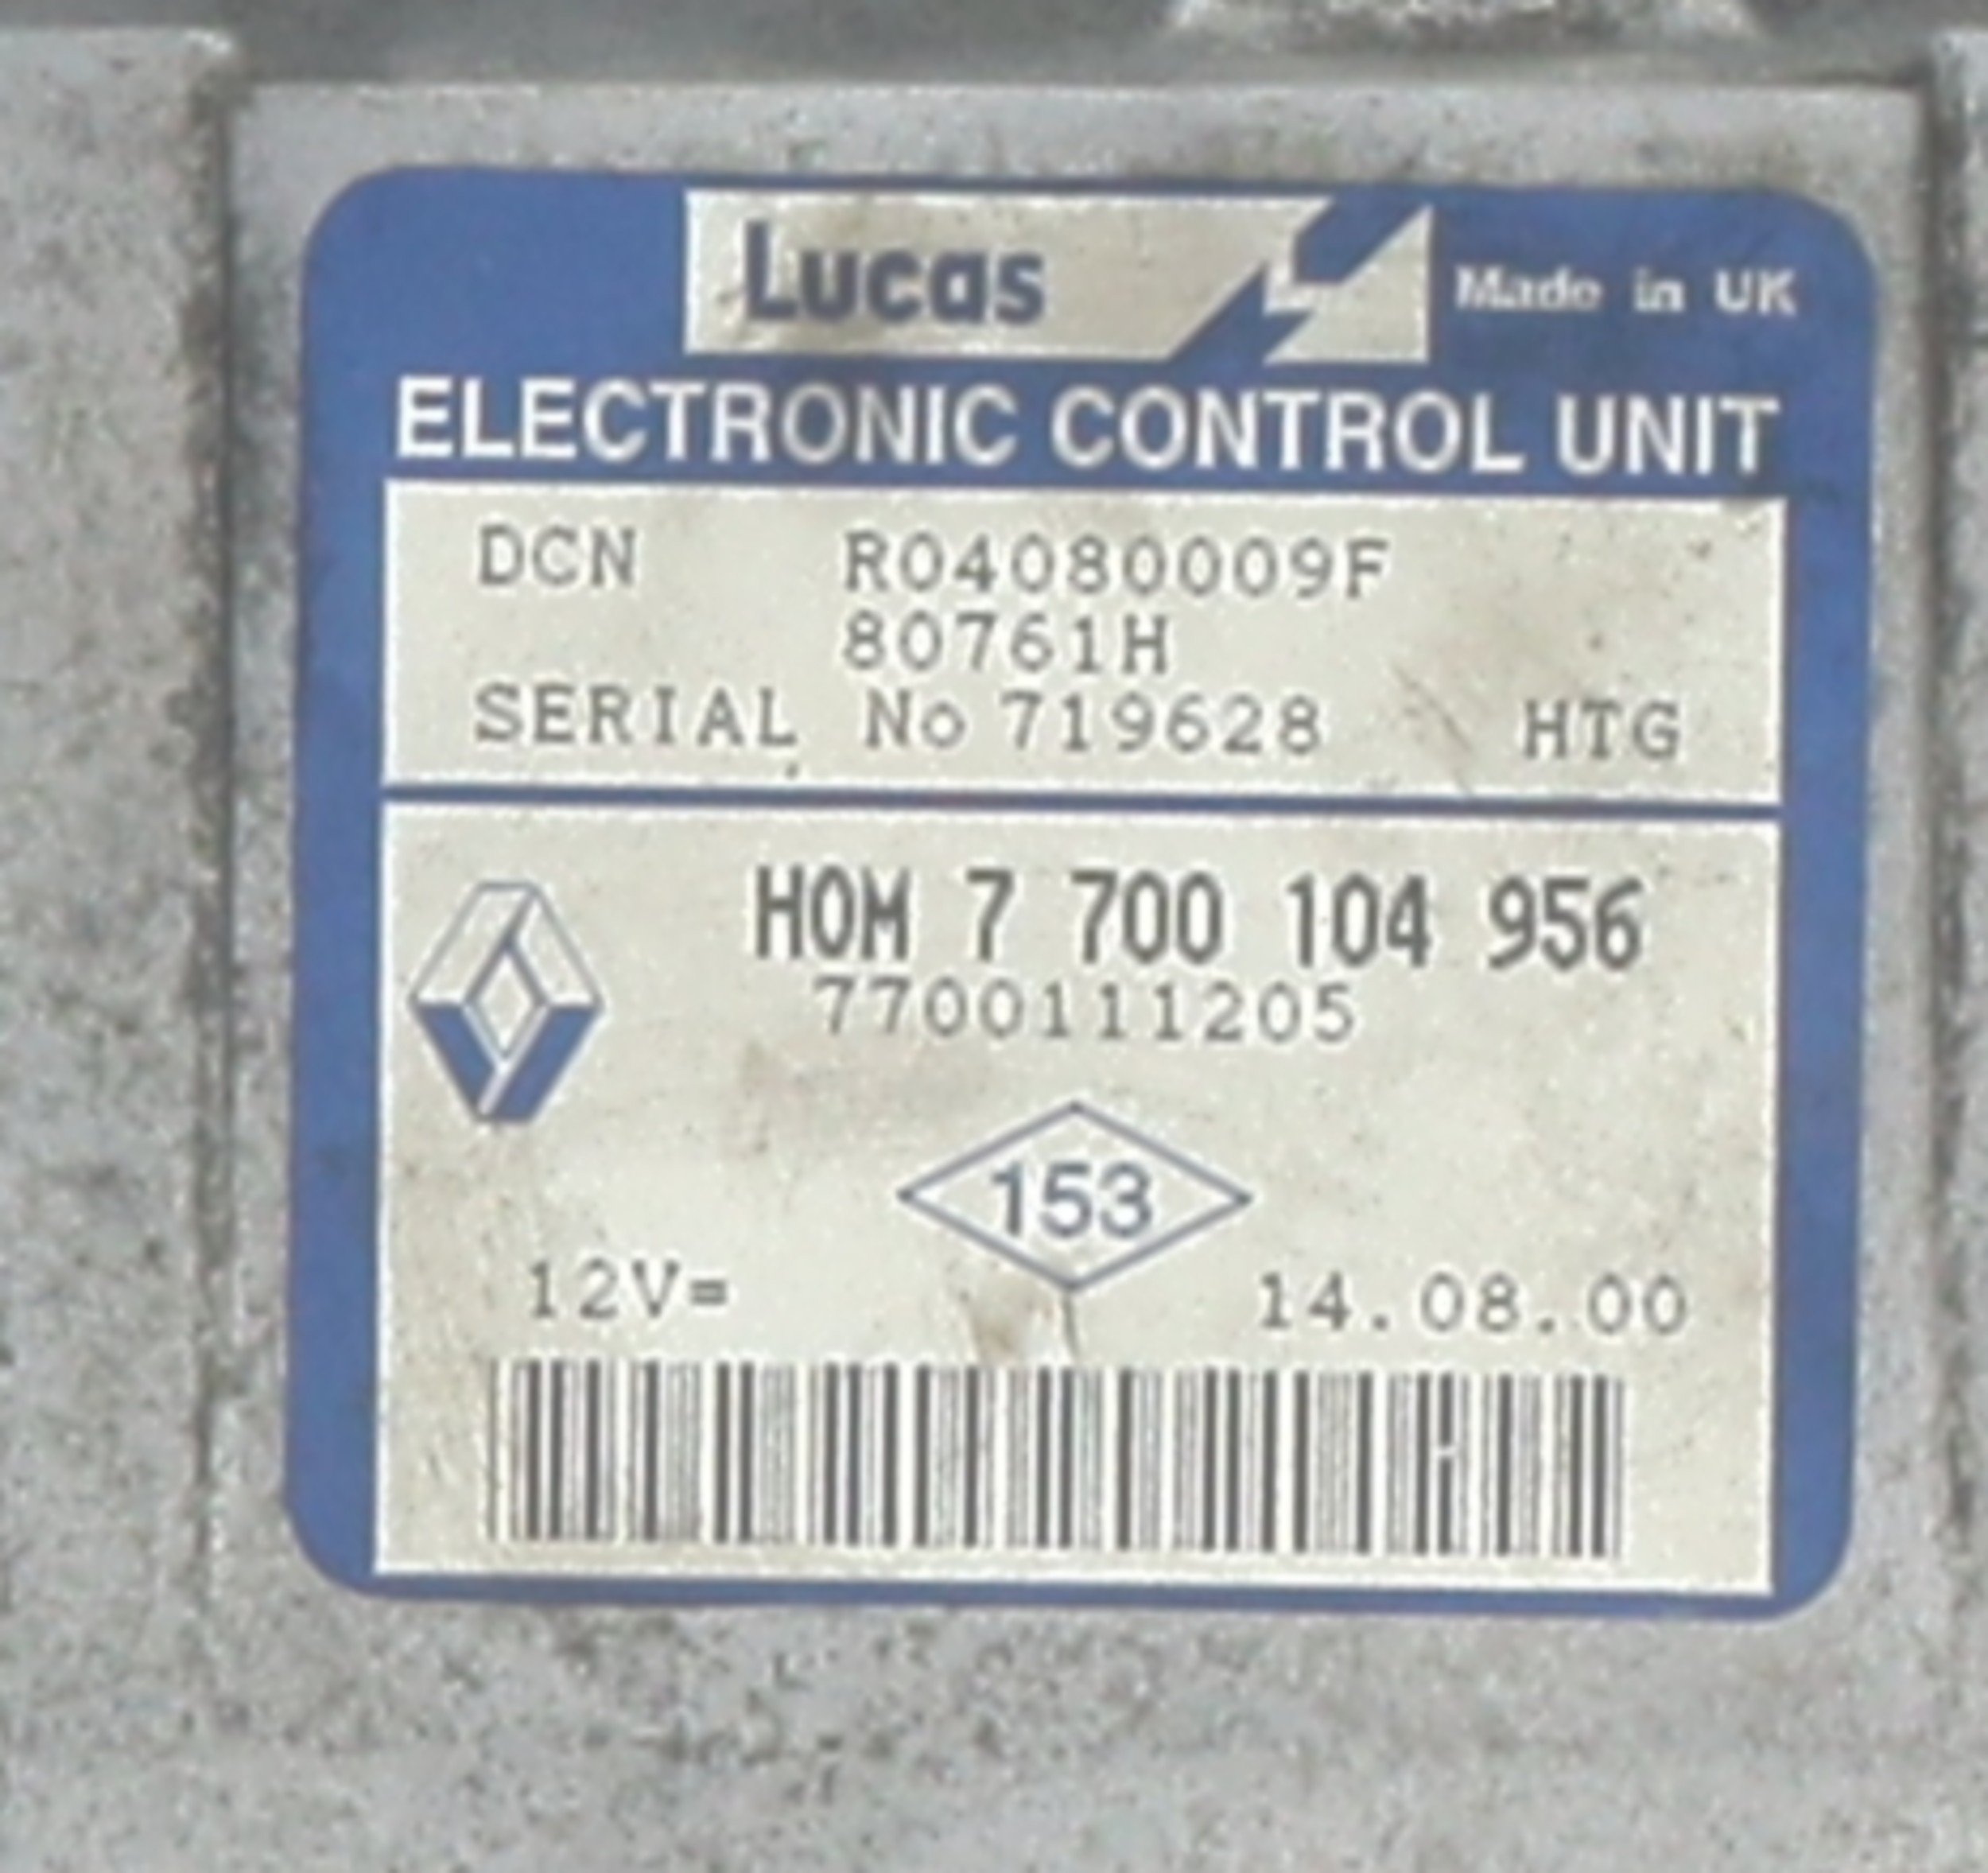 Lucas
Made in UK
ELECTRONIC CONTROL UNIT
DCN R04080009F
80761H
SERIAL No 719628 HTG
HOM 7 700 104 956
7700111205
153
12V= 14.08.00